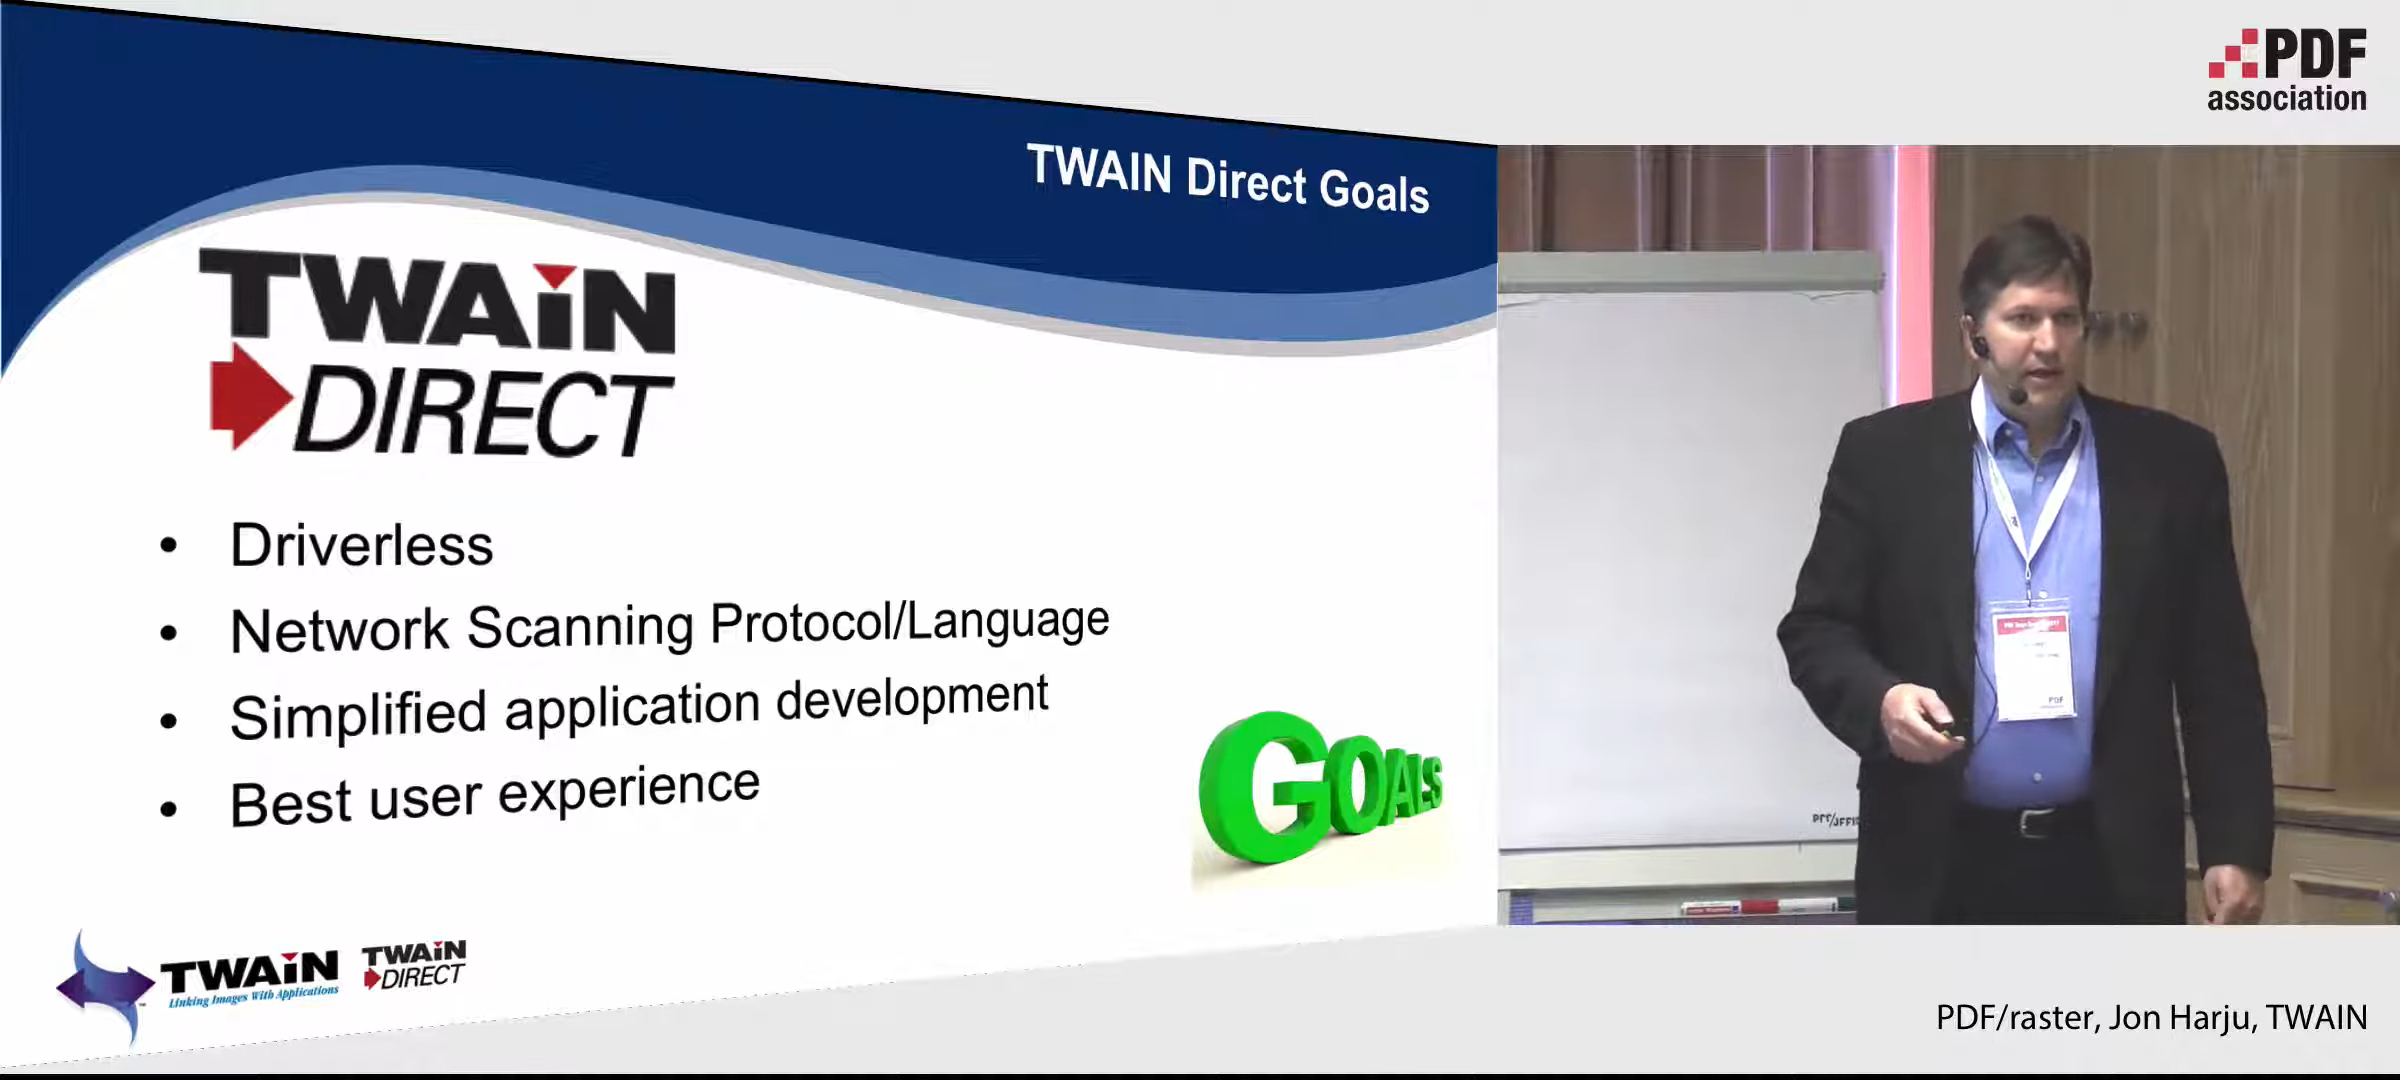 PDF
association
TWAIN Direct Goals
TWAIN
DIRECT
• Driverless
• Network Scanning Protocol/Language
• Simplified application development
• Best user experience
GOALS
TWAIN
Linking Images With Applications
TWAIN
DIRECT
PDF
PDF/raster, Jon Harju, TWAIN